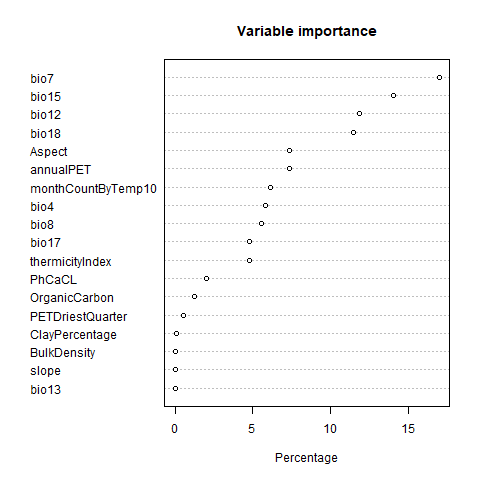 Variable importance
bio7
bio15
bio12
bio18
Aspect
annualPET
monthCountByTemp10
bio4
bio8
bio17
thermicityIndex
PhCaCL
OrganicCarbon
PETDriestQuarter
ClayPercentage
BulkDensity
slope
bio13
0 5 10 15
Percentage